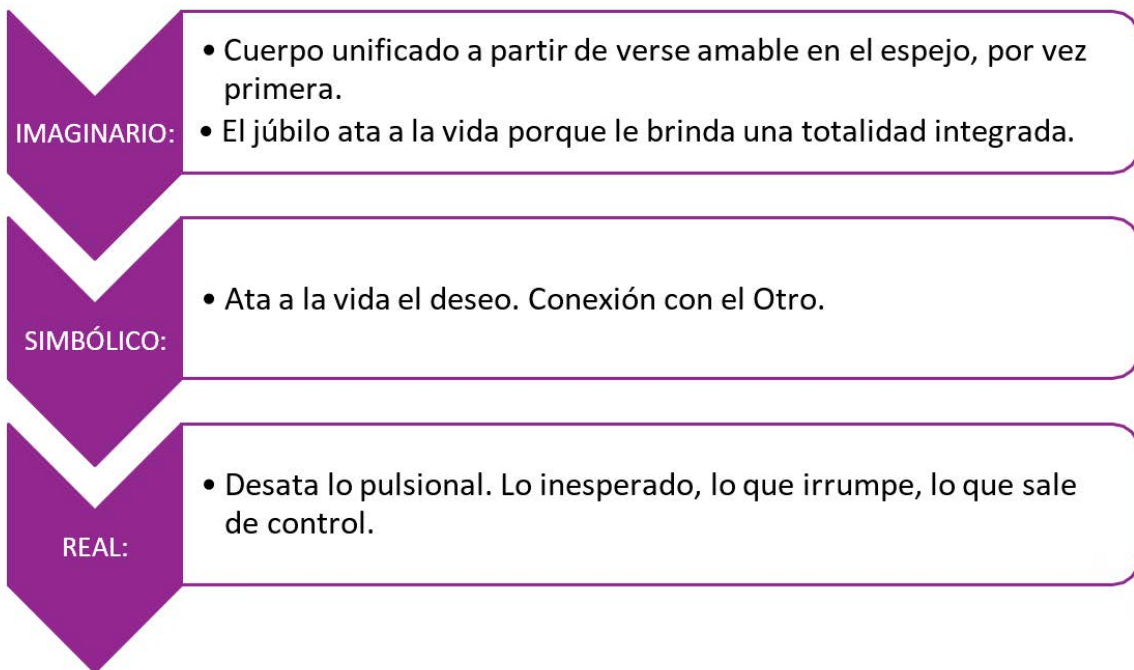 IMAGINARIO:
• Cuerpo unificado a partir de verse amable en el espejo, por vez
primera.
• El júbilo ata a la vida porque le brinda una totalidad integrada.
SIMBÓLICO:
• Ata a la vida el deseo. Conexión con el Otro.
REAL:
• Desata lo pulsional. Lo inesperado, lo que irrumpe, lo que sale
de control.